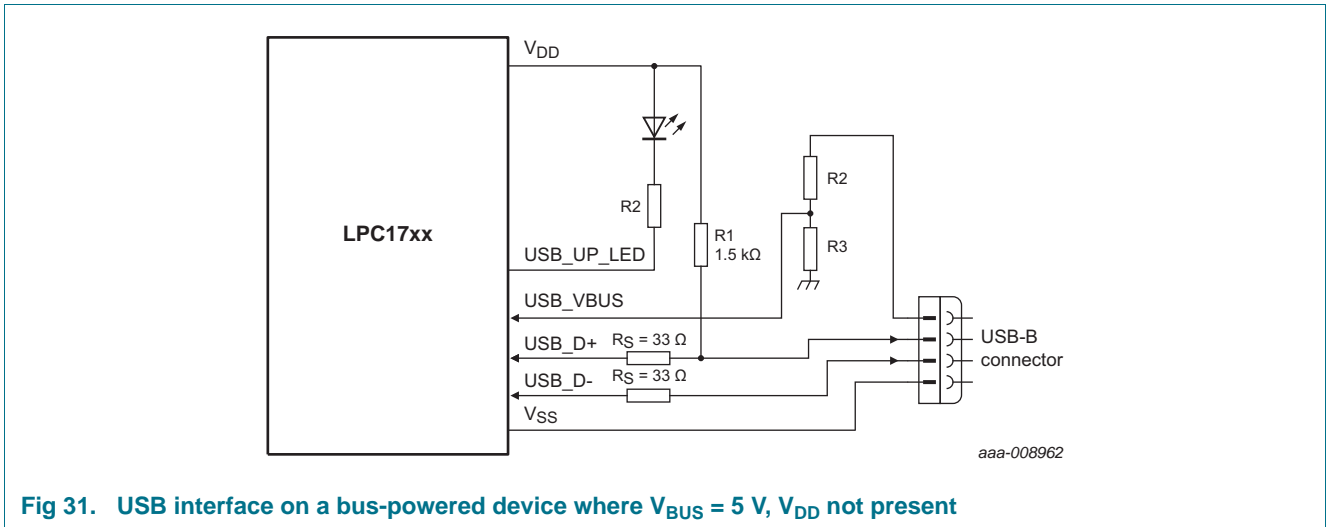 VDD
R2
R2
LPC17xx
R1
1.5 kΩ
R3
USB_UP_LED
USB_VBUS
USB_D+
RS = 33 Ω
USB-B
connector
USB_D-
RS = 33 Ω
VSS
aaa-008962
Fig 31. USB interface on a bus-powered device where VBUS = 5 V, VDD not present